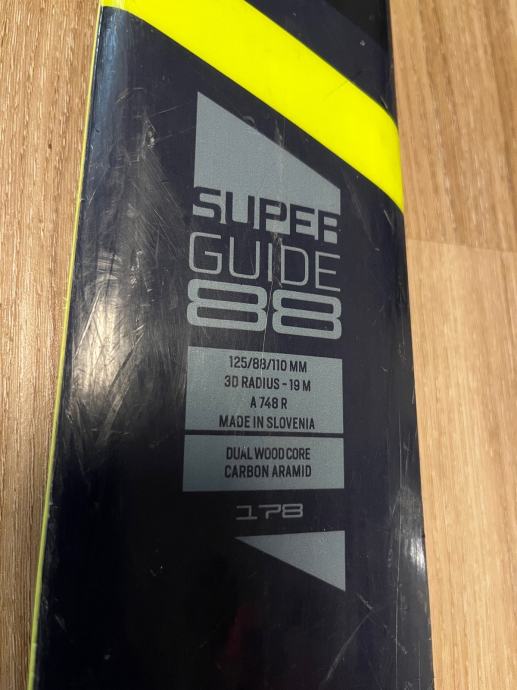 SUPER
GUIDE
88
125/88/110 MM
3D RADIUS - 19 M
A 748 R
MADE IN SLOVENIA
DUAL WOOD CORE
CARBON ARAMID
178